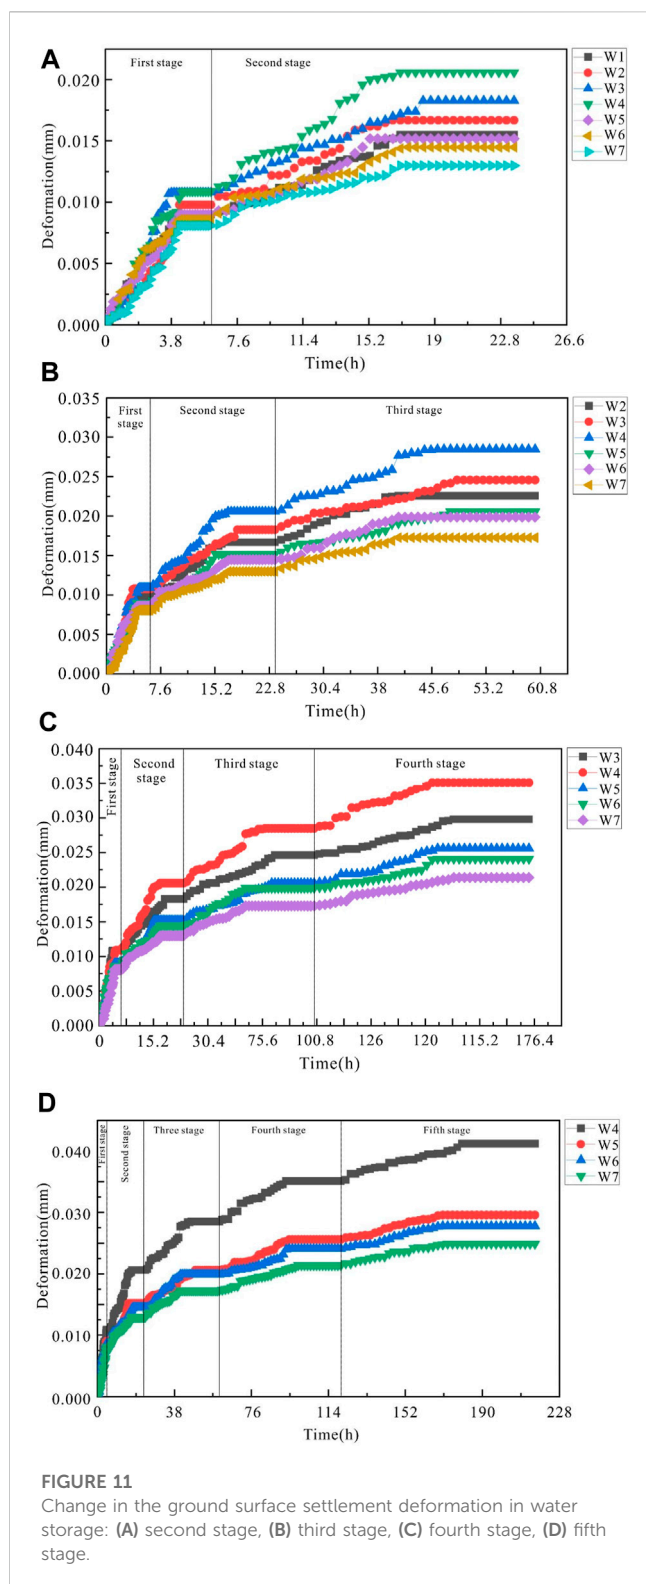 A
First stage
Second stage
W1
W2
W3
W4
W5
W6
W7
0.020
0.015
0.010
0.005
0.000
Deformation(mm)
0 3.8 7.6 11.4 15.2 19 22.8 26.6
Time(h)
B
First
stage
Second stage
Third stage
W2
W3
W4
W5
W6
W7
0.035
0.030
0.025
0.020
0.015
0.010
0.005
0.000
Deformation(mm)
0 7.6 15.2 22.8 30.4 38 45.6 53.2 60.8
Time(h)
C
First stage
Second
stage
Third stage
Fourth stage
W3
W4
W5
W6
W7
0.040
0.035
0.030
0.025
0.020
0.015
0.010
0.005
0.000
Deformation(mm)
0 15.2 30.4 75.6 100.8 126 120 115.2 176.4
Time(h)
D
First stage
Second stage
Three stage
Fourth stage
Fifth stage
W4
W5
W6
W7
0.040
0.030
0.020
0.010
0.000
Deformation(mm)
0 38 76 114 152 190 228
Time(h)
FIGURE 11
Change in the ground surface settlement deformation in water
storage: (A) second stage, (B) third stage, (C) fourth stage, (D) fifth
stage.